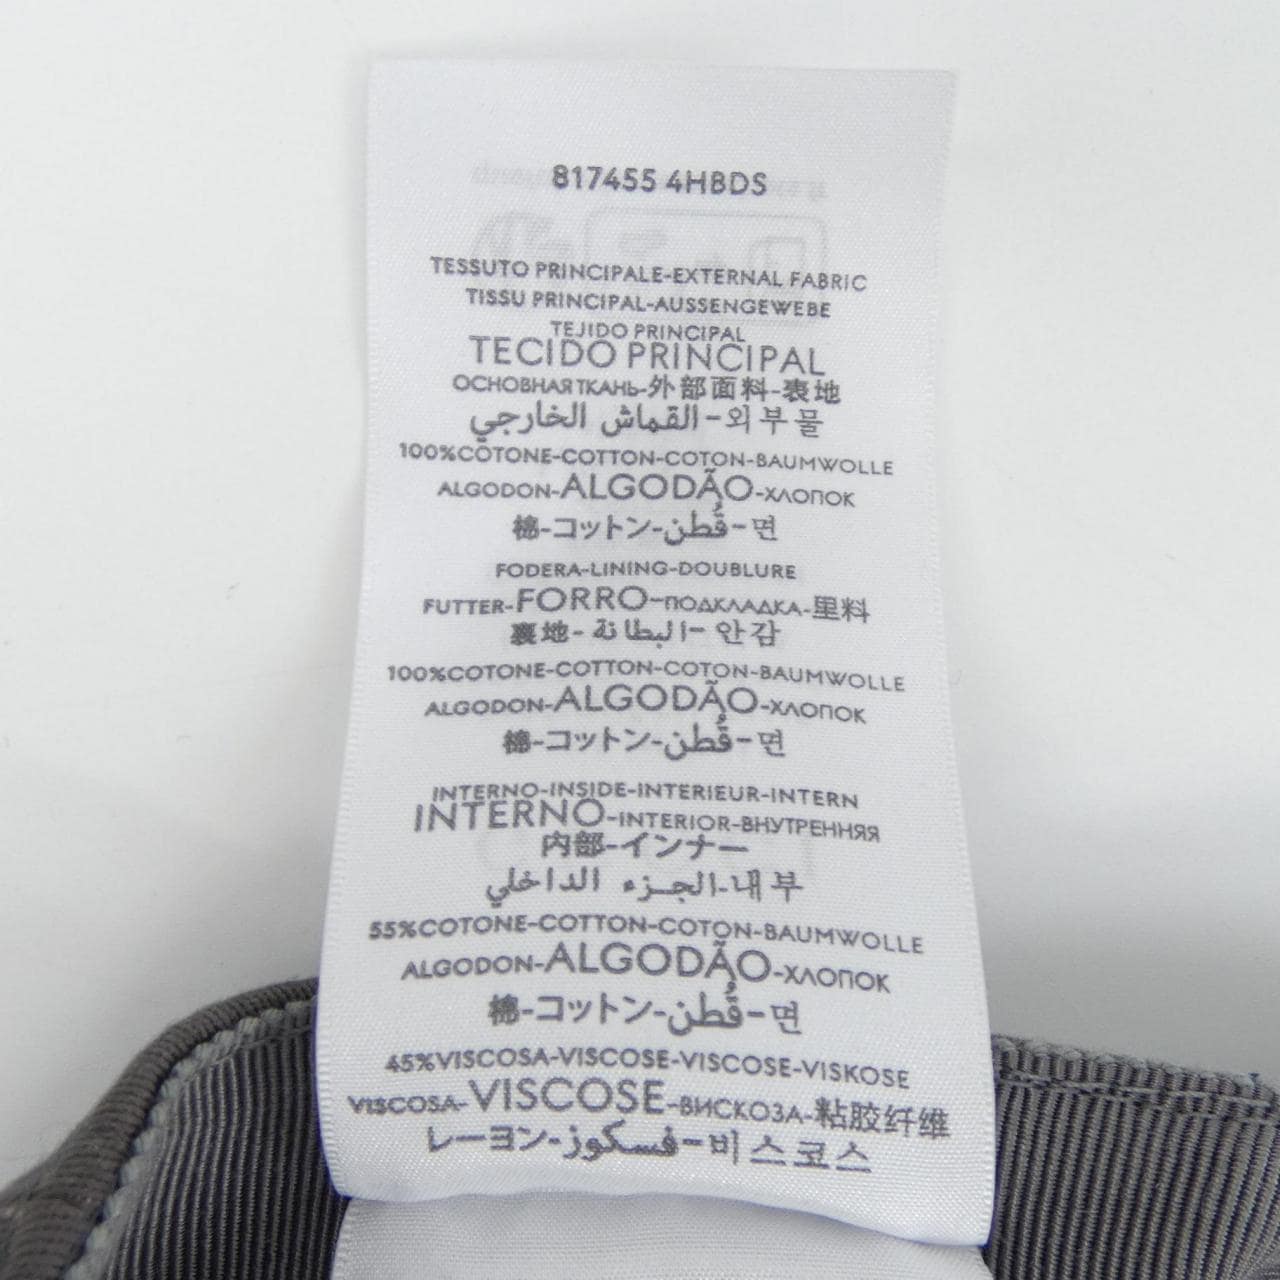 817455 4HBDS
TESSUTO PRINCIPALE-EXTERNAL FABRIC
TISSU PRINCIPAL-AUSSENGEWEBE
TEJIDO PRINCIPAL
TECIDO PRINCIPAL
ОСНОВНАЯ ТКАНЬ-外部面料-表地
القماش الخارجي-외부물
100%COTONE-COTTON-COTON-BAUMWOLLE
ALGODON-ALGODÃO-ХЛОПОК
棉-コットン-قُطن-면
FODERA-LINING-DOUBLURE
FUTTER-FORRO-ПОДКЛАДКА-里料
裏地-البطانة-안감
100%COTONE-COTTON-COTON-BAUMWOLLE
ALGODON-ALGODÃO-ХЛОПОК
棉-コットン-قُطن-면
INTERNO-INSIDE-INTERIEUR-INTERN
INTERNO-INTERIOR-ВНУТРЕННЯЯ
内部-インナー
الجزء الداخلي-내부
55%COTONE-COTTON-COTON-BAUMWOLLE
ALGODON-ALGODÃO-ХЛОПОК
棉-コットン-قُطن-면
45%VISCOSA-VISCOSE-VISCOSE-VISKOSE
VISCOSA-VISCOSE-ВИСКОЗА-粘胶纤维
レーヨン-فسكوز-비스코스